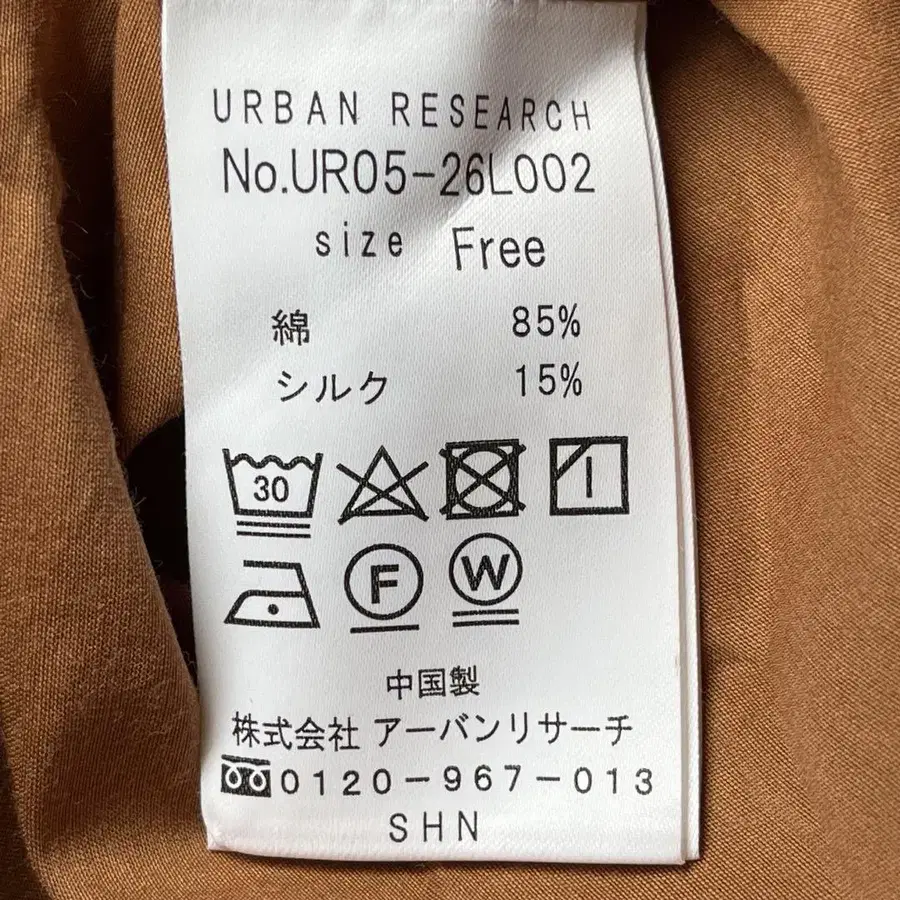 URBAN RESEARCH
No.UR05-26L002
size Free
綿 85%
シルク 15%
30
F W
中国製
株式会社 アーバンリサーチ
0120-967-013
SHN